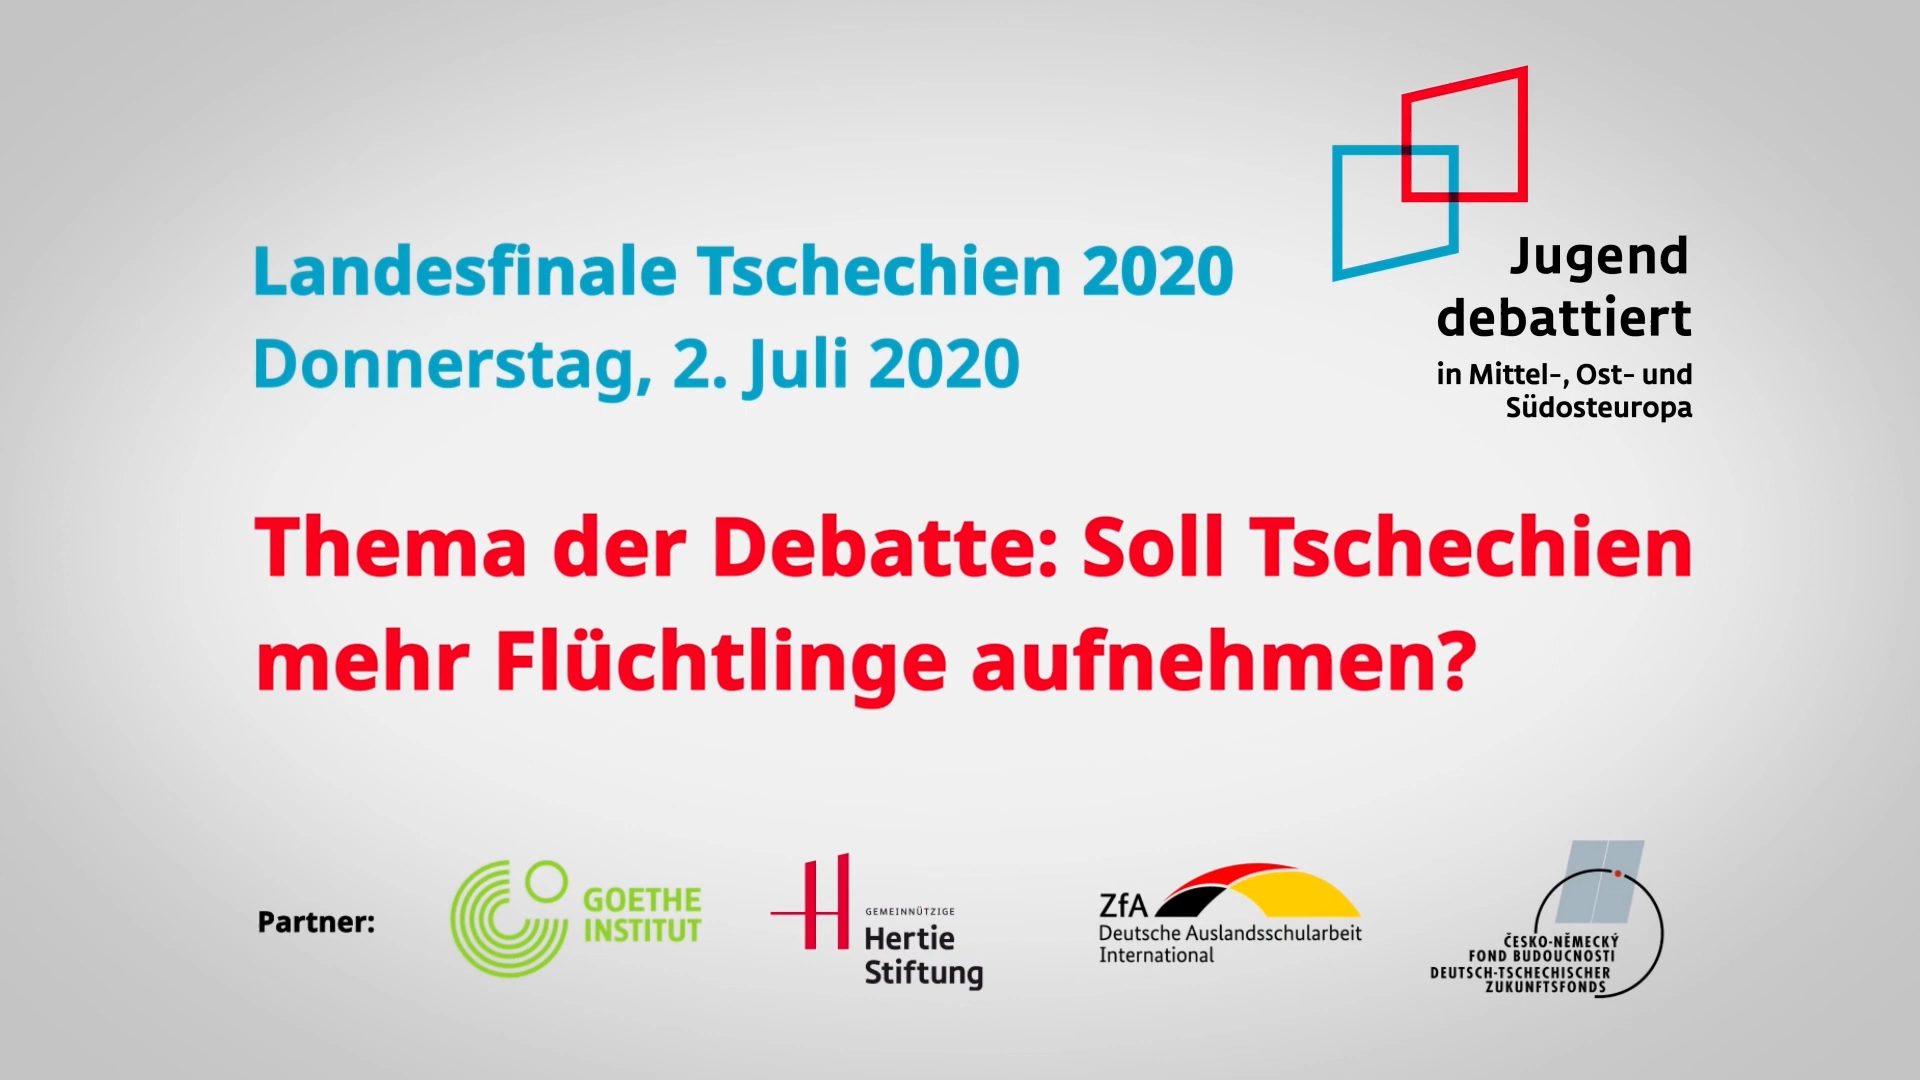 Landesfinale Tschechien 2020
Donnerstag, 2. Juli 2020
Jugend
debattiert
in Mittel-, Ost- und
Südosteuropa
Thema der Debatte: Soll Tschechien
mehr Flüchtlinge aufnehmen?
Partner:
GOETHE
INSTITUT
GEMEINNÜTZIGE
Hertie
Stiftung
ZfA
Deutsche Auslandsschularbeit
International
ČESKO-NĚMECKÝ
FOND BUDOUCNOSTI
DEUTSCH-TSCHECHISCHER
ZUKUNFTSFONDS